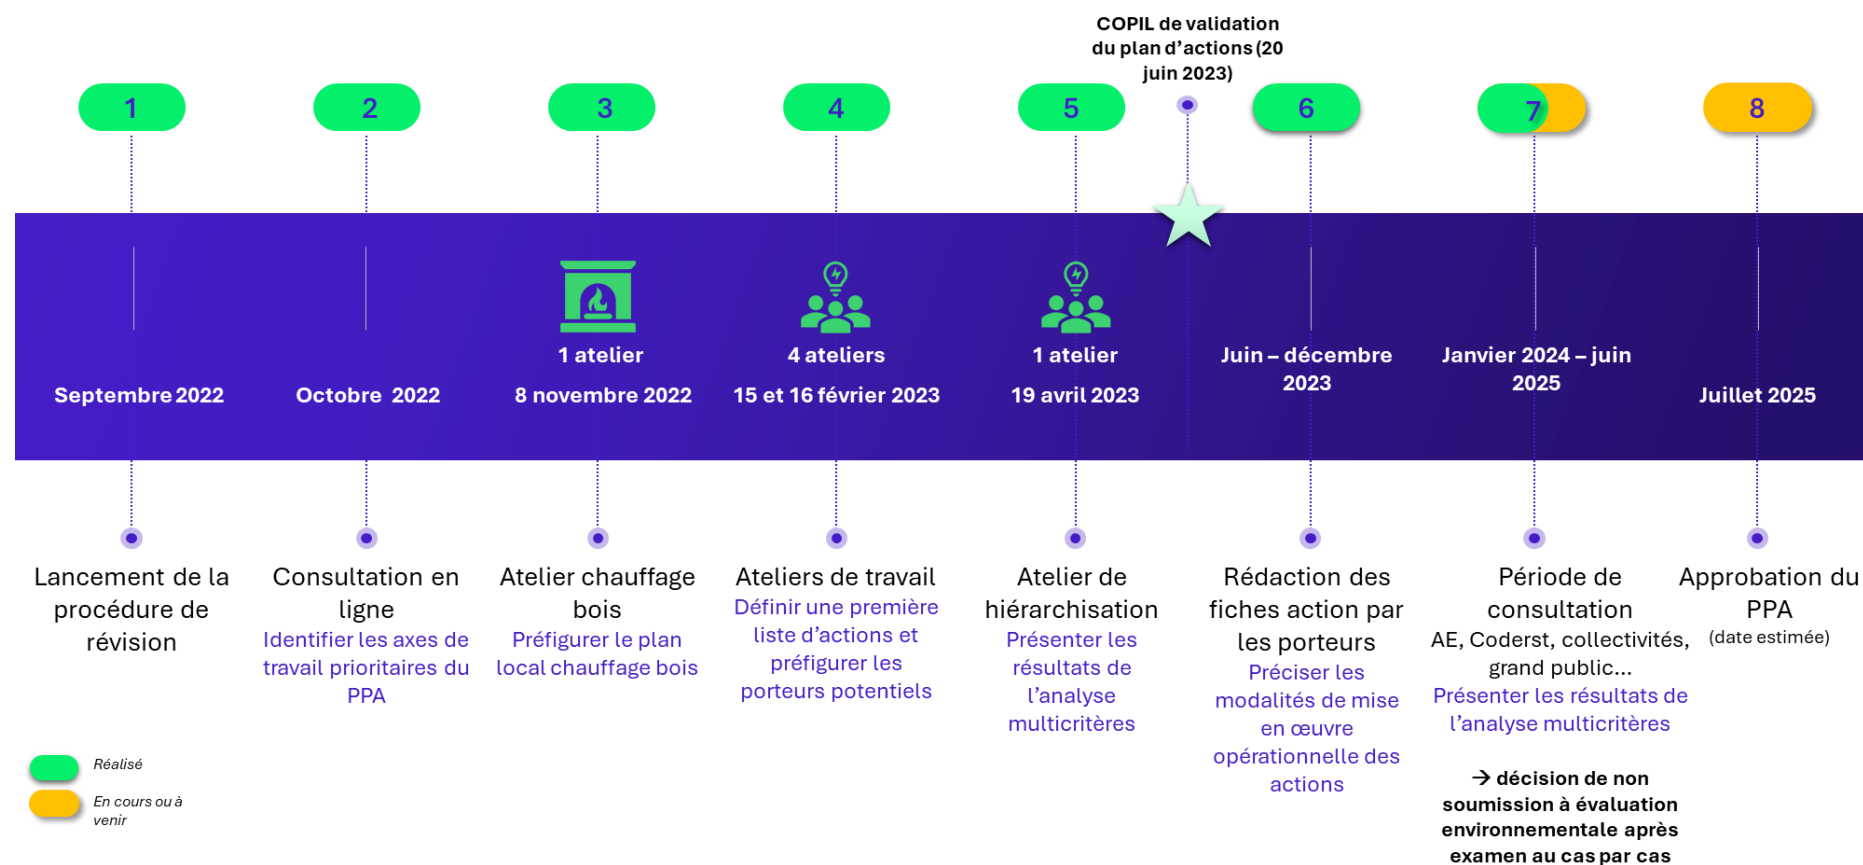 COPIL de validation
du plan d’actions (20
juin 2023)
1
2
3
4
5
6
7
8
1 atelier
4 ateliers
1 atelier
Juin – décembre
2023
Janvier 2024 – juin
2025
Septembre 2022
Octobre 2022
8 novembre 2022
15 et 16 février 2023
19 avril 2023
Juillet 2025
Lancement de la
procédure de
révision
Consultation en
ligne
Identifier les axes de
travail prioritaires du
PPA
Atelier chauffage
bois
Préfigurer le plan
local chauffage bois
Ateliers de travail
Définir une première
liste d’actions et
préfigurer les
porteurs potentiels
Atelier de
hiérarchisation
Présenter les
résultats de
l’analyse
multicritères
Rédaction des
fiches action par
les porteurs
Préciser les
modalités de mise
en œuvre
opérationnelle des
actions
Période de
consultation
AE, Coderst, collectivités,
grand public...
Présenter les résultats de
l’analyse multicritères
→ décision de non
soumission à évaluation
environnementale après
examen au cas par cas
Approbation du
PPA
(date estimée)
Réalisé
En cours ou à
venir